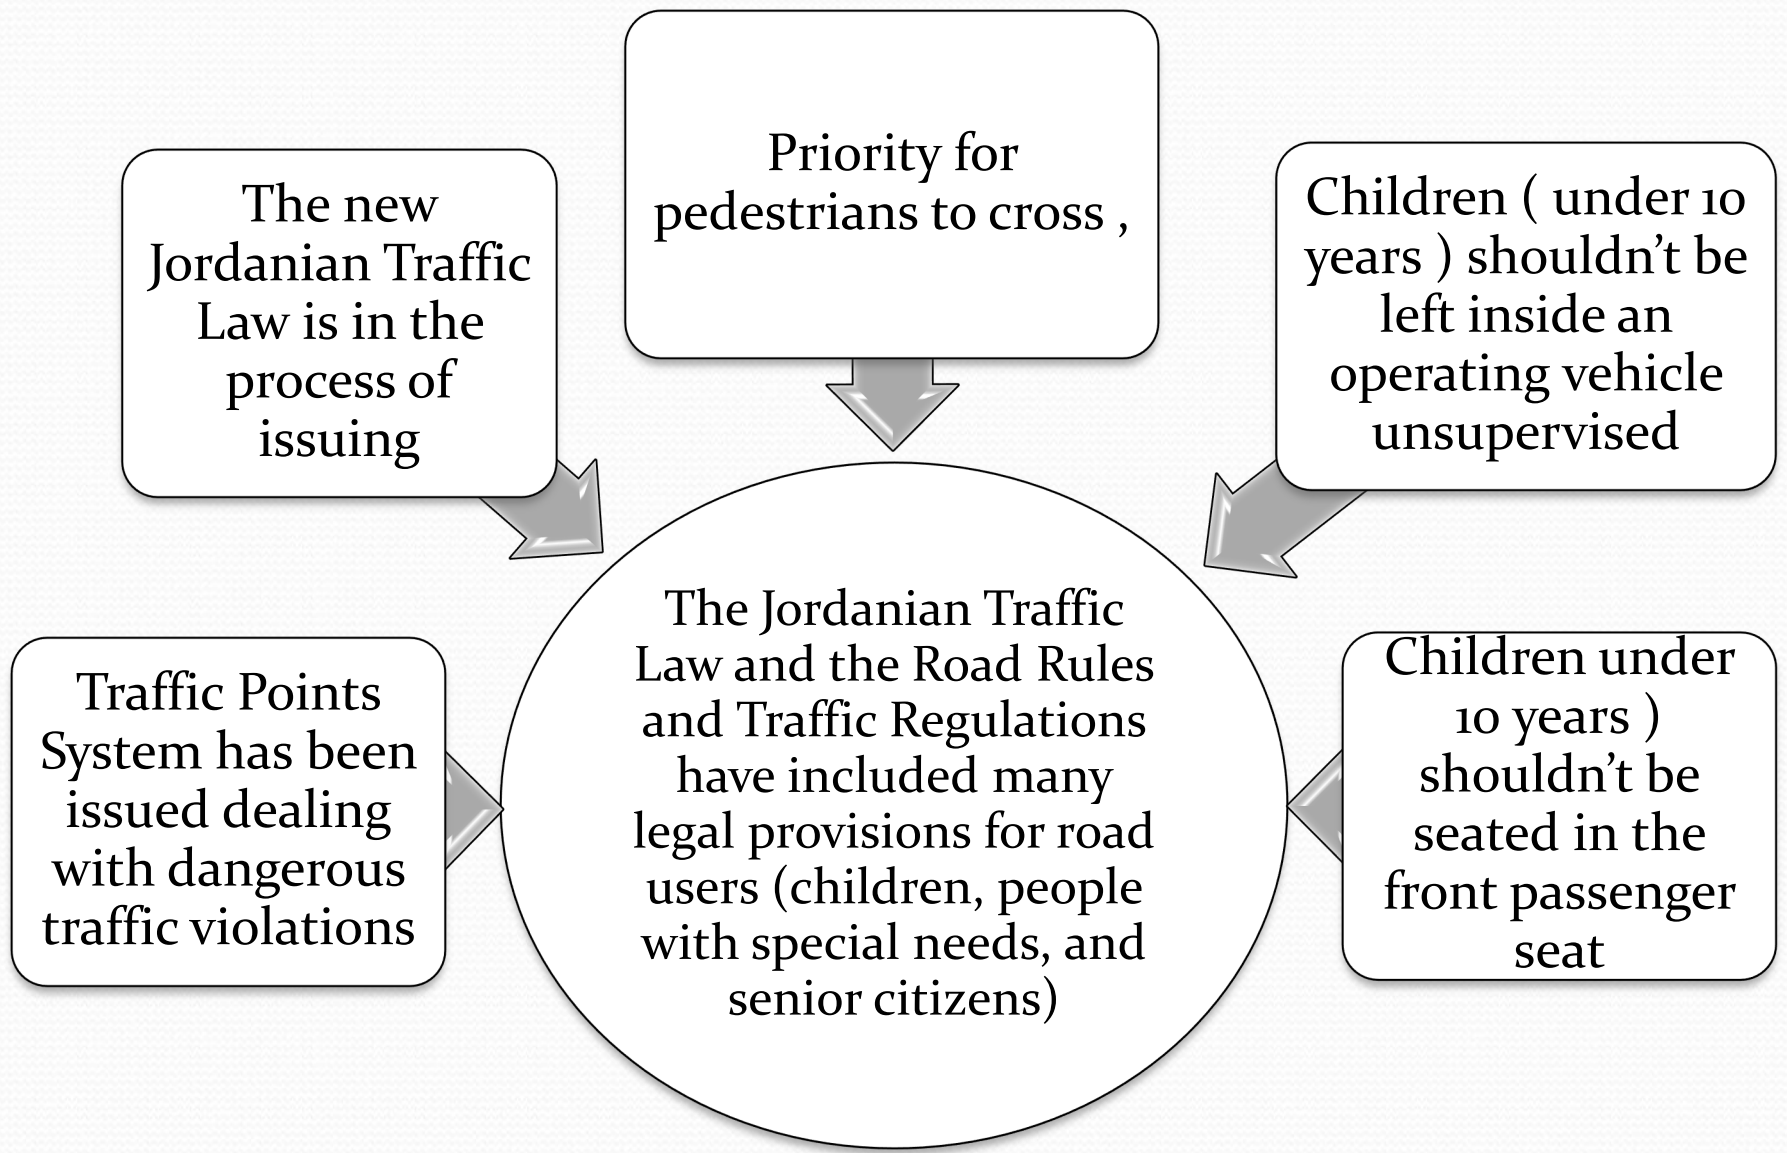 The new
Jordanian Traffic
Law is in the
process of
issuing
Priority for
pedestrians to cross ,
Children ( under 10
years ) shouldn’t be
left inside an
operating vehicle
unsupervised
Traffic Points
System has been
issued dealing
with dangerous
traffic violations
The Jordanian Traffic
Law and the Road Rules
and Traffic Regulations
have included many
legal provisions for road
users (children, people
with special needs, and
senior citizens)
Children under
10 years )
shouldn’t be
seated in the
front passenger
seat